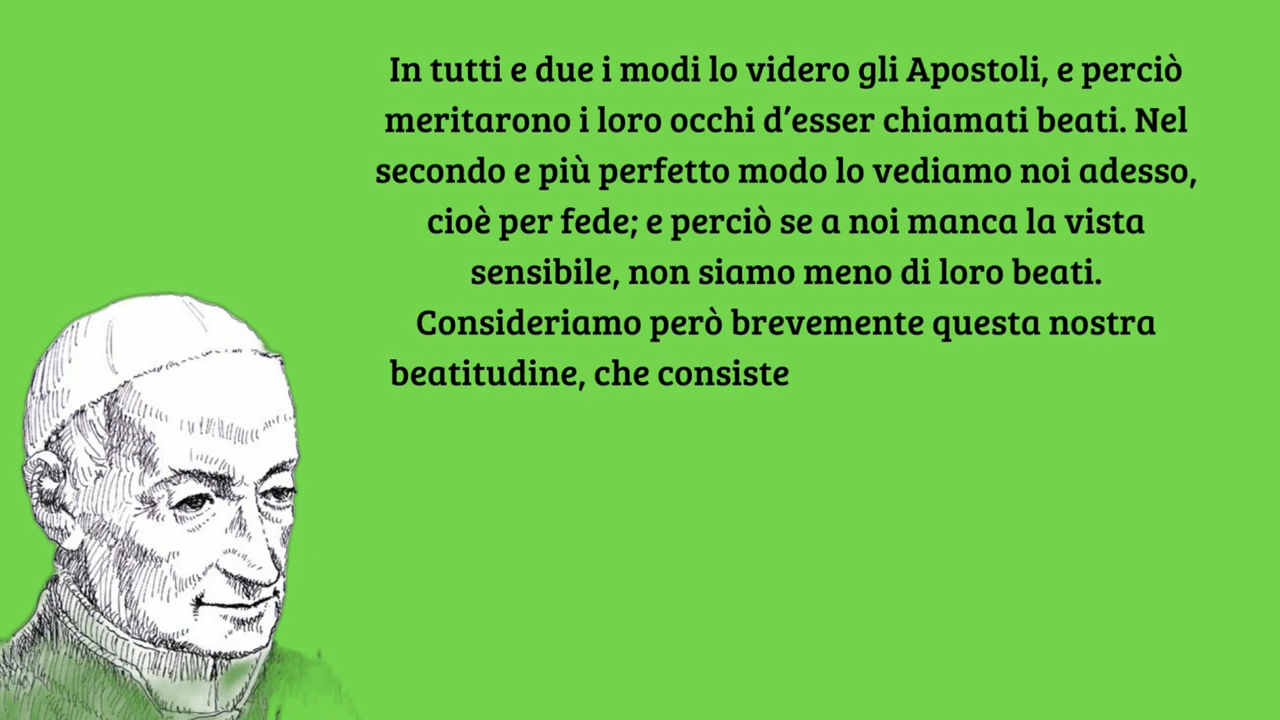 In tutti e due i modi lo videro gli Apostoli, e perciò
meritarono i loro occhi d’esser chiamati beati. Nel
secondo e più perfetto modo lo vediamo noi adesso,
cioè per fede; e perciò se a noi manca la vista
sensibile, non siamo meno di loro beati.
Consideriamo però brevemente questa nostra
beatitudine, che consiste